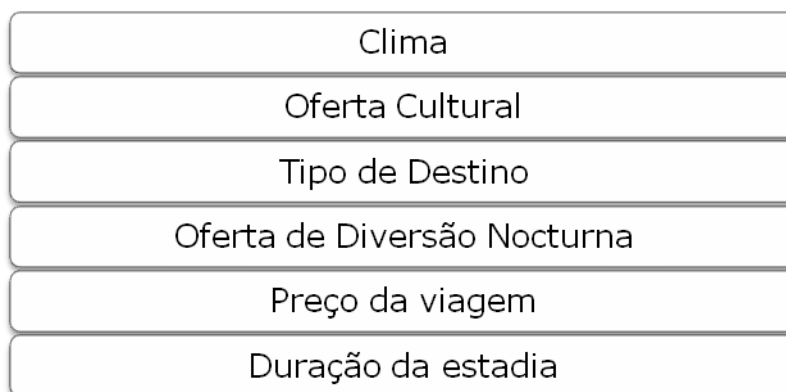 Clima
Oferta Cultural
Tipo de Destino
Oferta de Diversão Nocturna
Preço da viagem
Duração da estadia